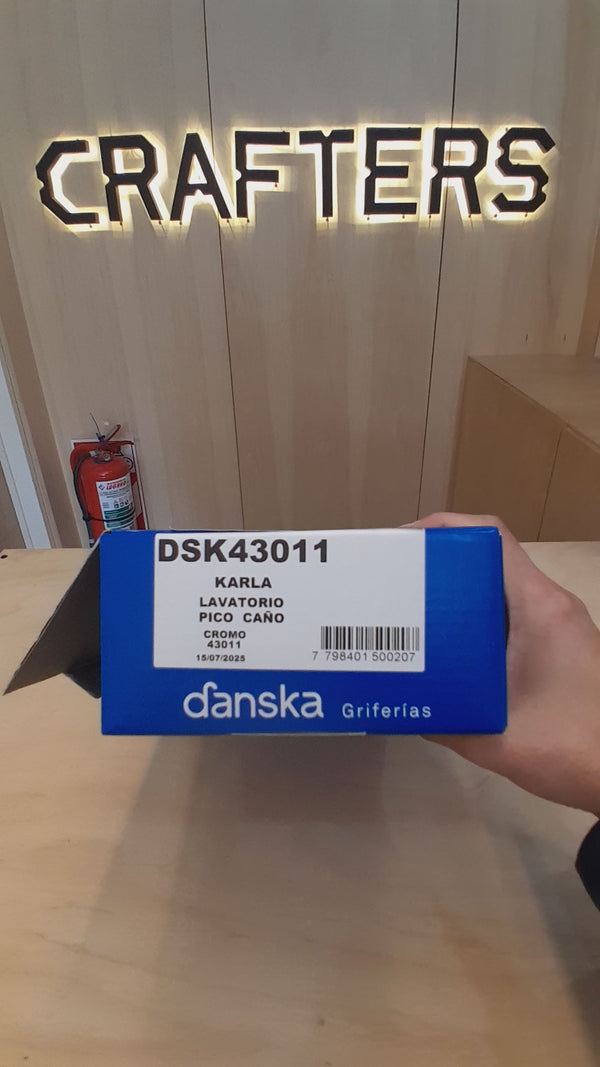 CRAFTERS
DSK43011
KARLA
LAVATORIO
PICO CAÑO
CROMO
43011
15/07/2025
7 798401 500207
danska Griferías